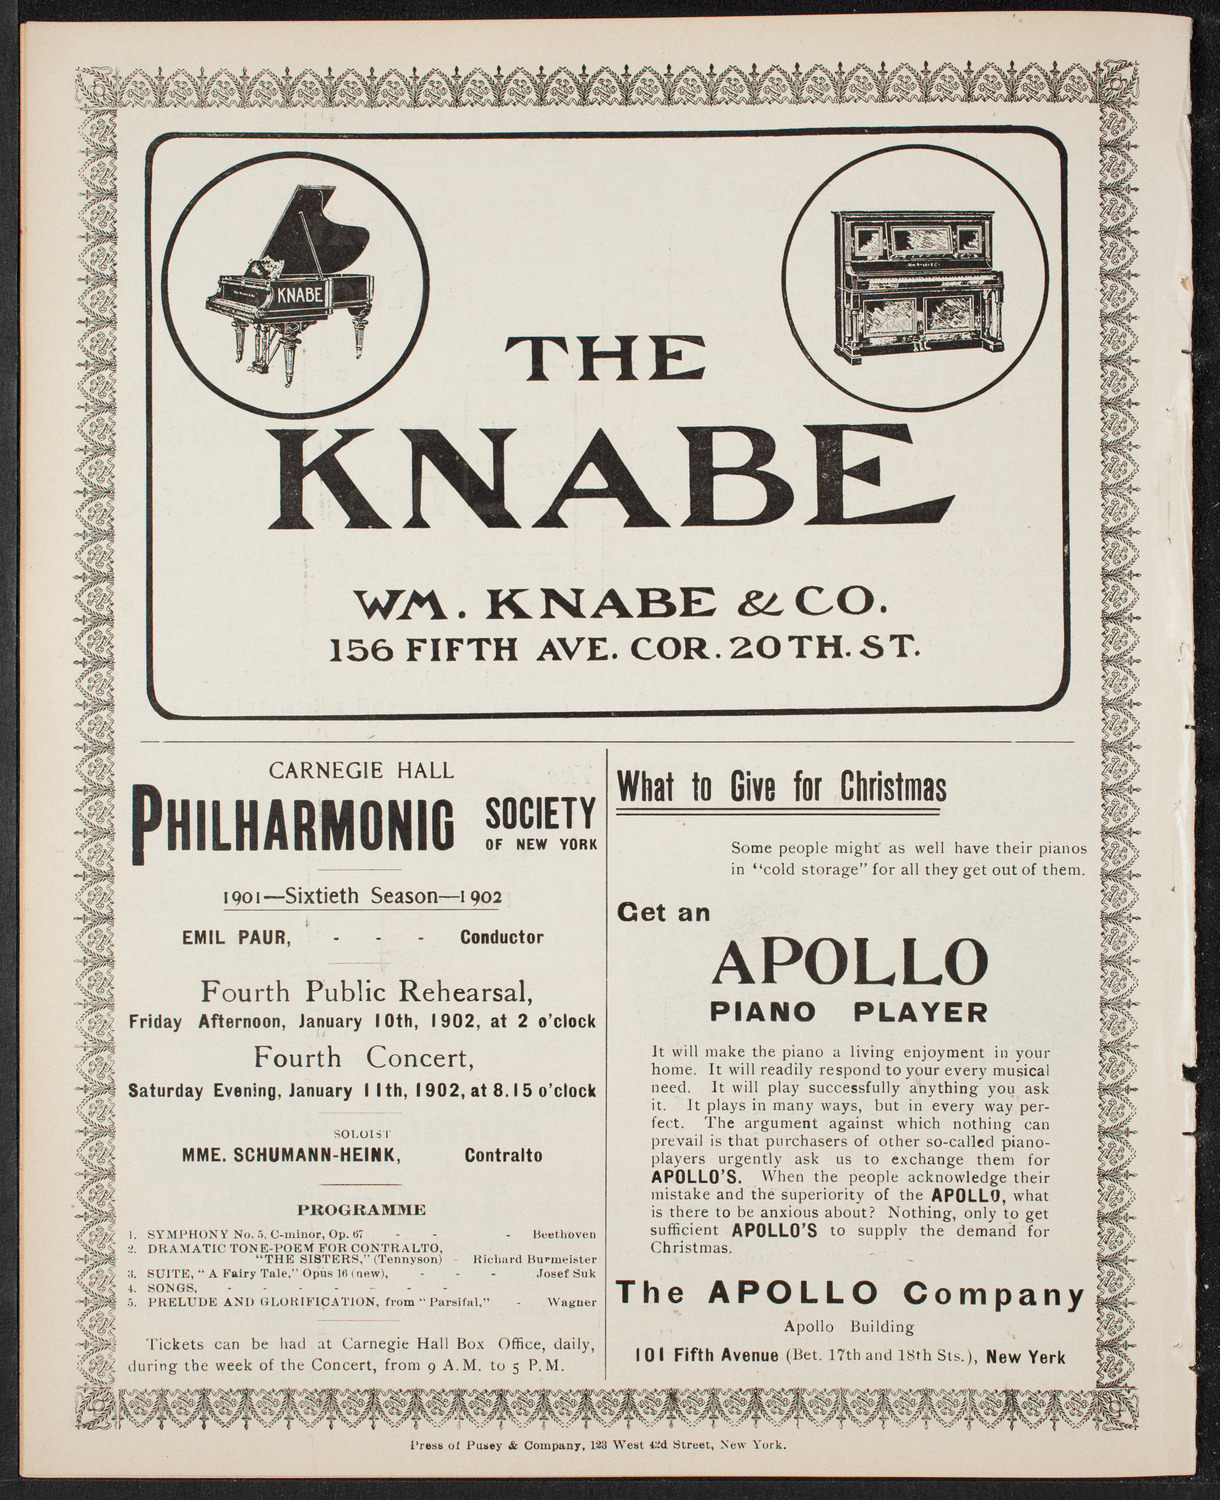 KNABE
THE
KNABE
WM. KNABE & CO.
156 FIFTH AVE. COR. 20TH. ST.
CARNEGIE HALL
PHILHARMONIC SOCIETY
OF NEW YORK
1901—Sixtieth Season—1902
EMIL PAUR, - - - Conductor
Fourth Public Rehearsal,
Friday Afternoon, January 10th, 1902, at 2 o'clock
Fourth Concert,
Saturday Evening, January 11th, 1902, at 8.15 o'clock
SOLOIST
MME. SCHUMANN-HEINK, Contralto
PROGRAMME
1. SYMPHONY No. 5, C-minor, Op. 67 - - - Beethoven
2. DRAMATIC TONE-POEM FOR CONTRALTO,
"THE SISTERS," (Tennyson) - Richard Burmeister
3. SUITE, "A Fairy Tale," Opus 16 (new), - - - Josef Suk
4. SONGS, - - - - - - -
5. PRELUDE AND GLORIFICATION, from "Parsifal," - Wagner
Tickets can be had at Carnegie Hall Box Office, daily,
during the week of the Concert, from 9 A.M. to 5 P.M.
What to Give for Christmas
Some people might as well have their pianos
in "cold storage" for all they get out of them.
Get an
APOLLO
PIANO PLAYER
It will make the piano a living enjoyment in your
home. It will readily respond to your every musical
need. It will play successfully anything you ask
it. It plays in many ways, but in every way per-
fect. The argument against which nothing can
prevail is that purchasers of other so-called piano-
players urgently ask us to exchange them for
APOLLO'S. When the people acknowledge their
mistake and the superiority of the APOLLO, what
is there to be anxious about? Nothing, only to get
sufficient APOLLO'S to supply the demand for
Christmas.
The APOLLO Company
Apollo Building
101 Fifth Avenue (Bet. 17th and 18th Sts.), New Yerk
Press of Pusey & Company, 123 West 42d Street, New York.